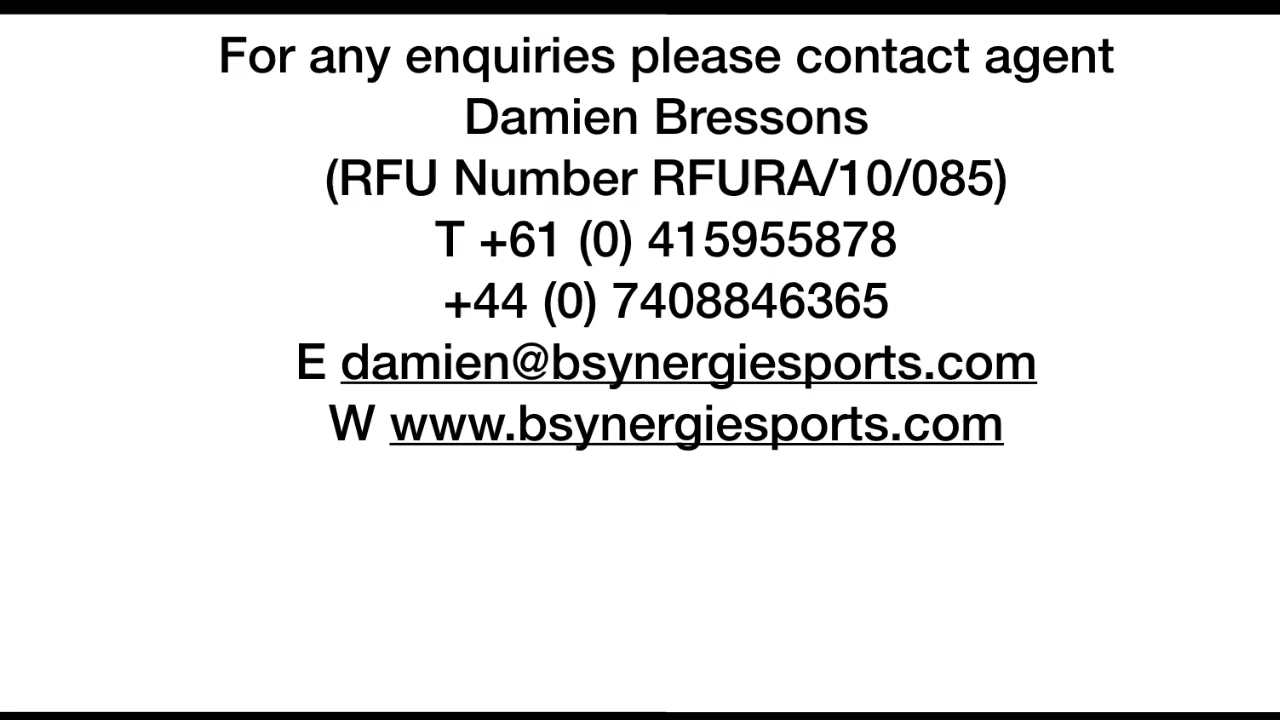 For any enquiries please contact agent
Damien Bressons
(RFU Number RFURA/10/085)
T +61 (0) 415955878
+44 (0) 7408846365
E damien@bsynergiesports.com
W www.bsynergiesports.com